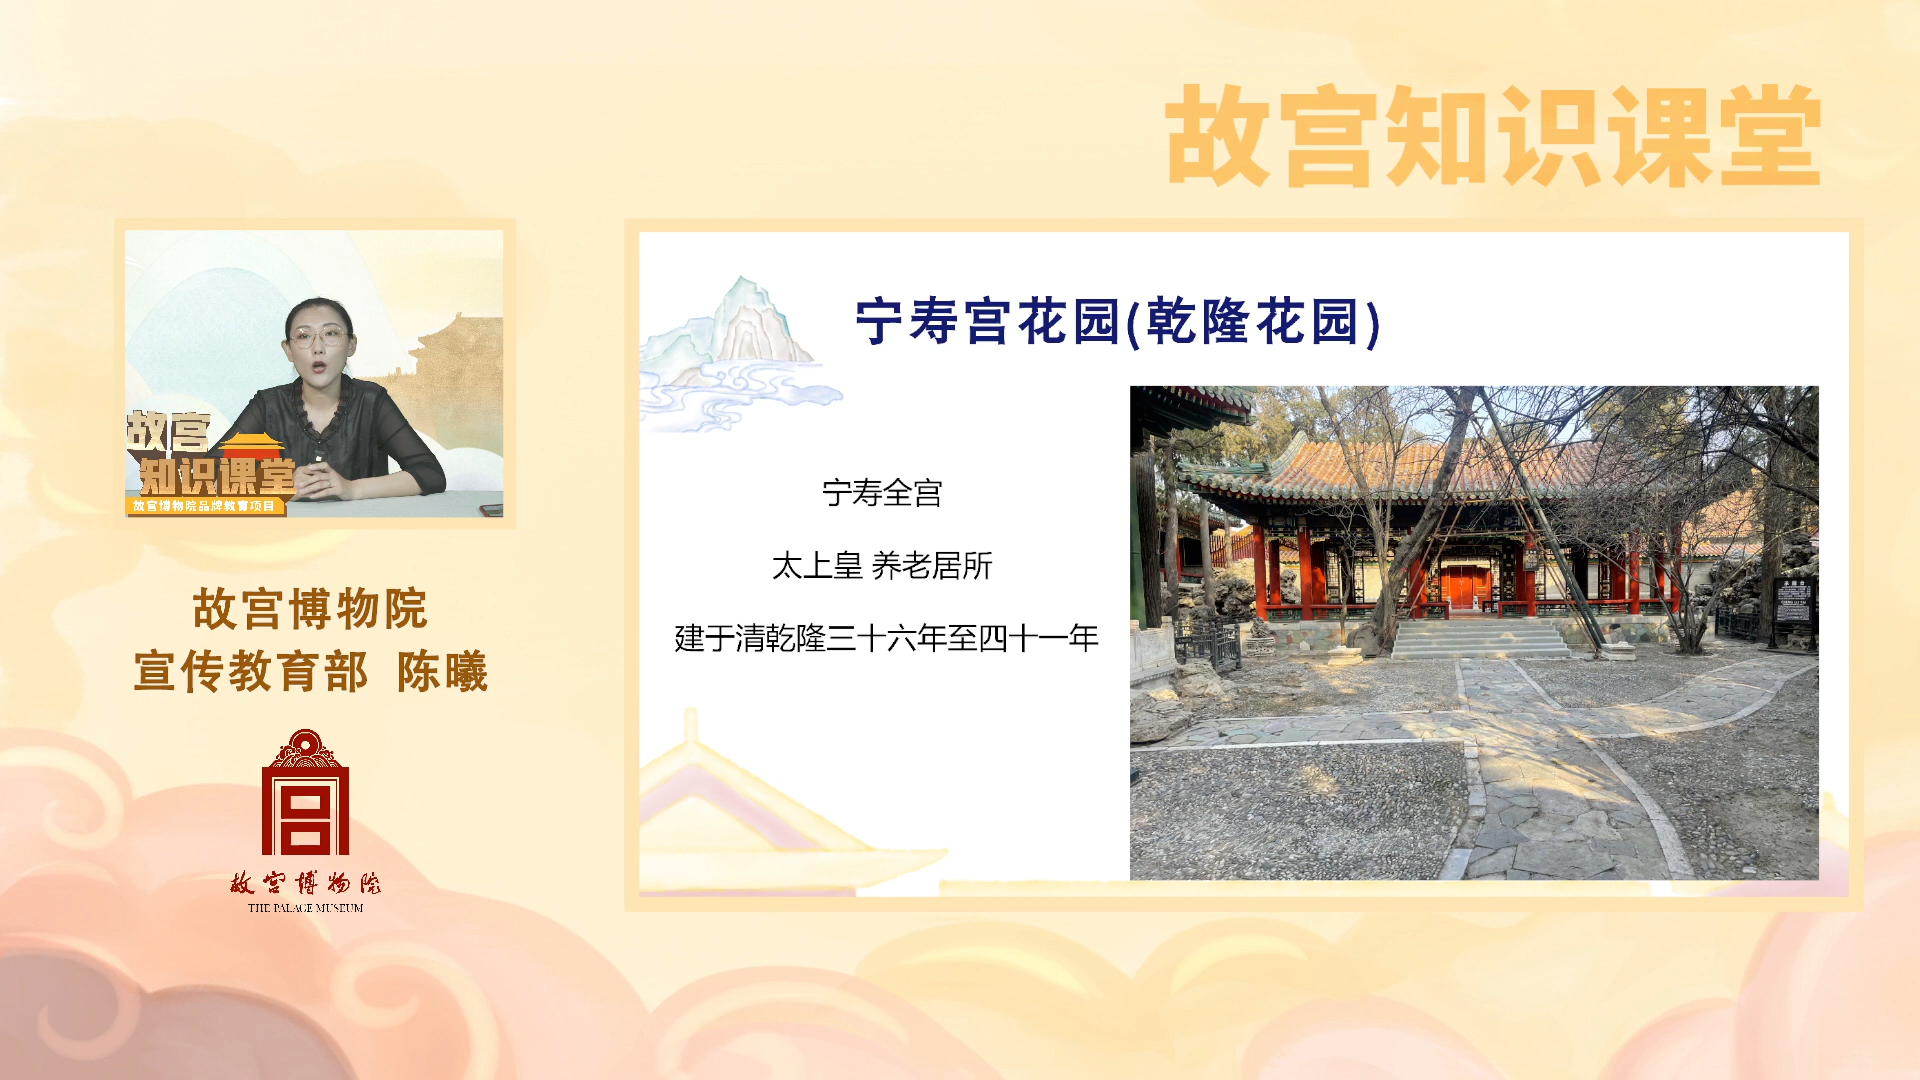 故宫知识课堂
故宫
知识课堂
故宫博物院品牌教育项目
故宫博物院
宣传教育部 陈曦
故宫博物院
THE PALACE MUSEUM
宁寿宫花园(乾隆花园)
宁寿全宫
太上皇 养老居所
建于清乾隆三十六年至四十一年